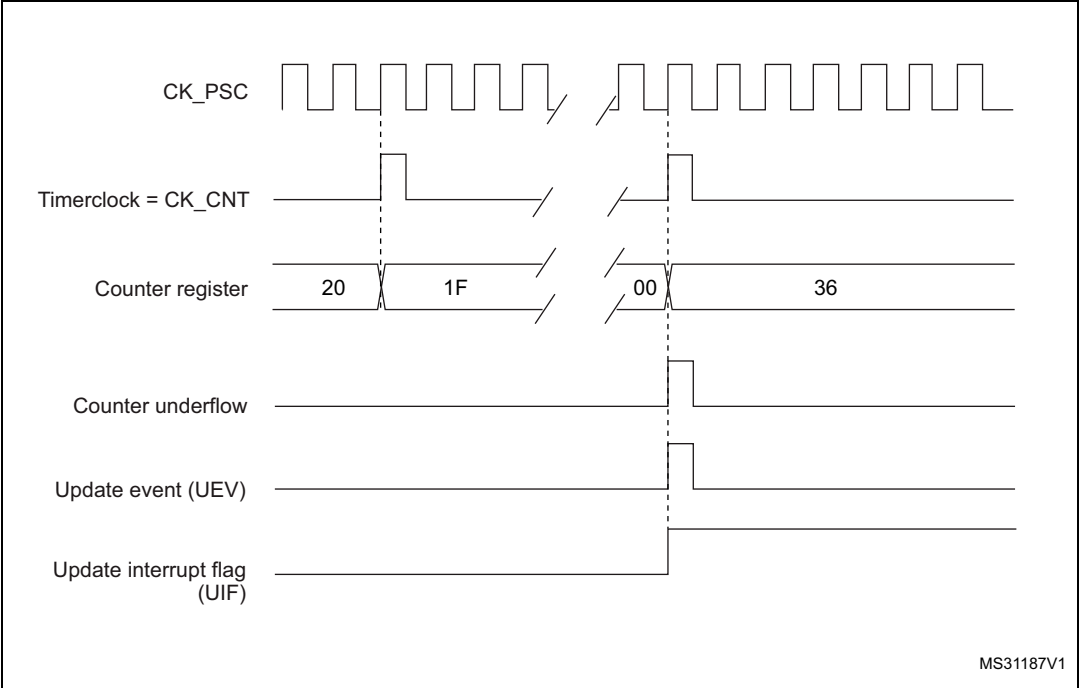 CK_PSC
Timerclock = CK_CNT
Counter register
20
1F
00
36
Counter underflow
Update event (UEV)
Update interrupt flag
(UIF)
MS31187V1